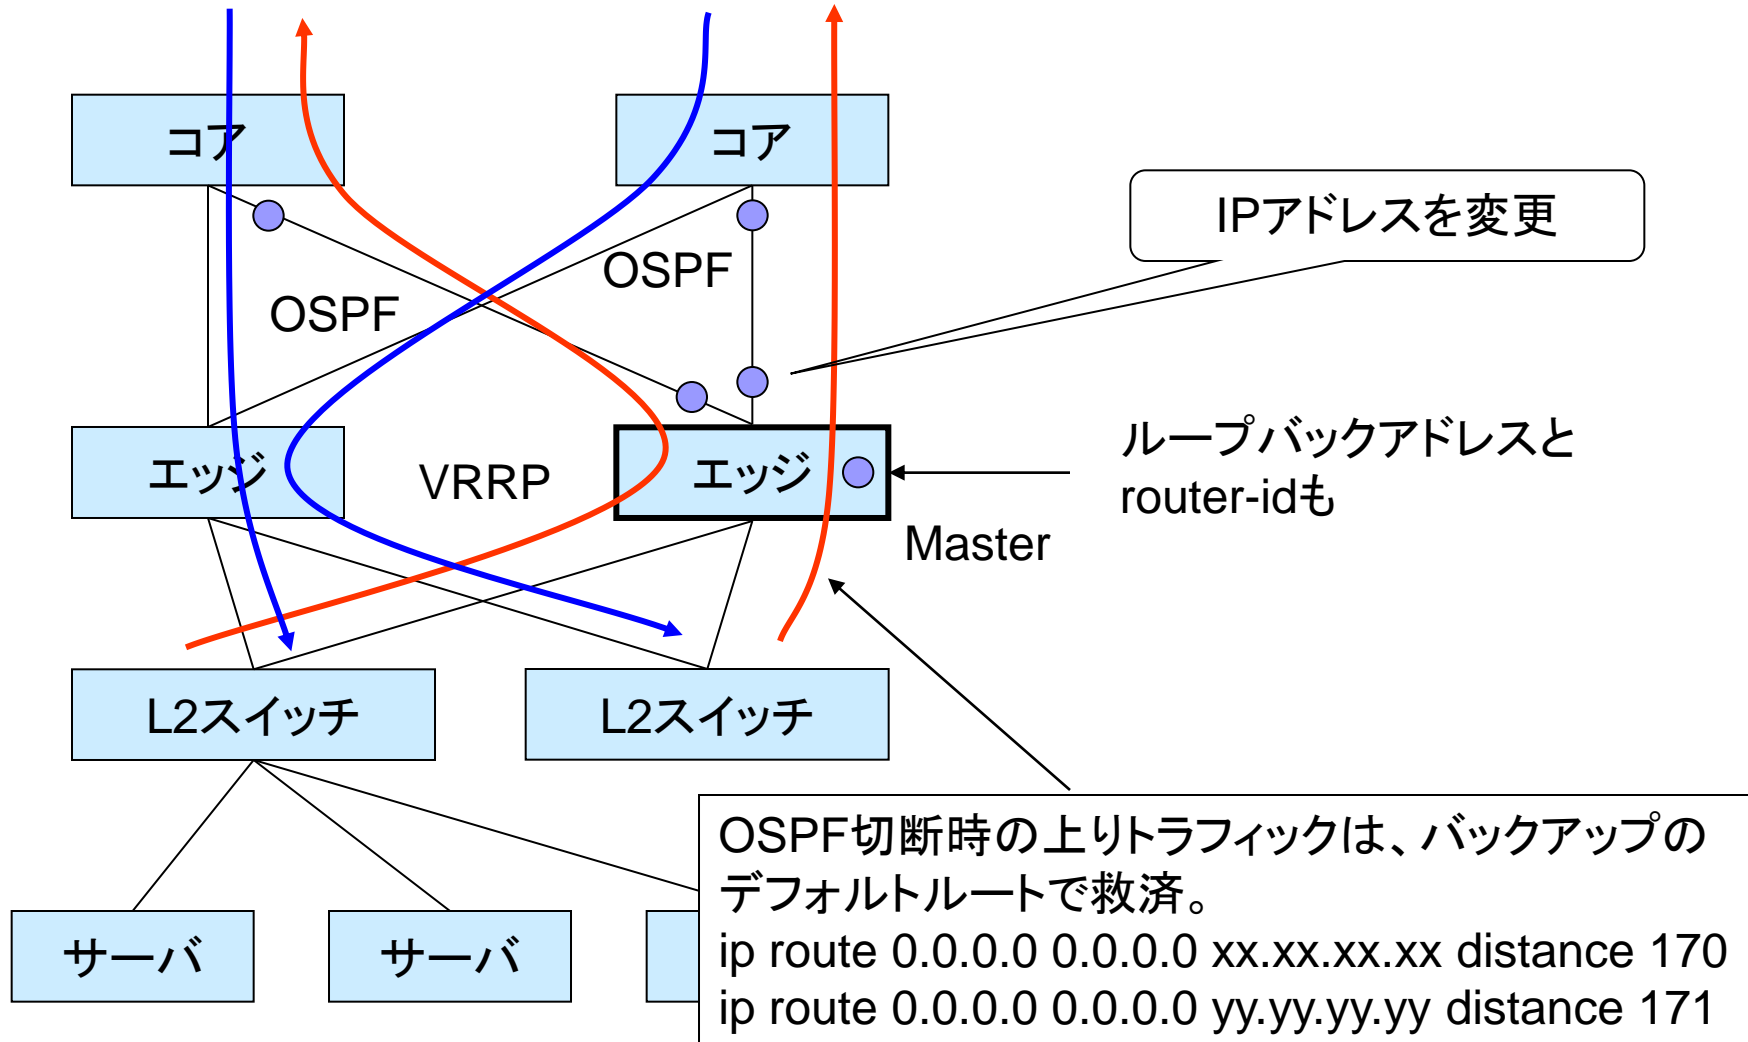 コア
コア
IPアドレスを変更
OSPF
OSPF
エッジ
VRRP
エッジ
ループバックアドレスと
router-idも
Master
L2スイッチ
L2スイッチ
OSPF切断時の上りトラフィックは、バックアップの
デフォルトルートで救済。
ip route 0.0.0.0 0.0.0.0 xx.xx.xx.xx distance 170
ip route 0.0.0.0 0.0.0.0 yy.yy.yy.yy distance 171
サーバ
サーバ